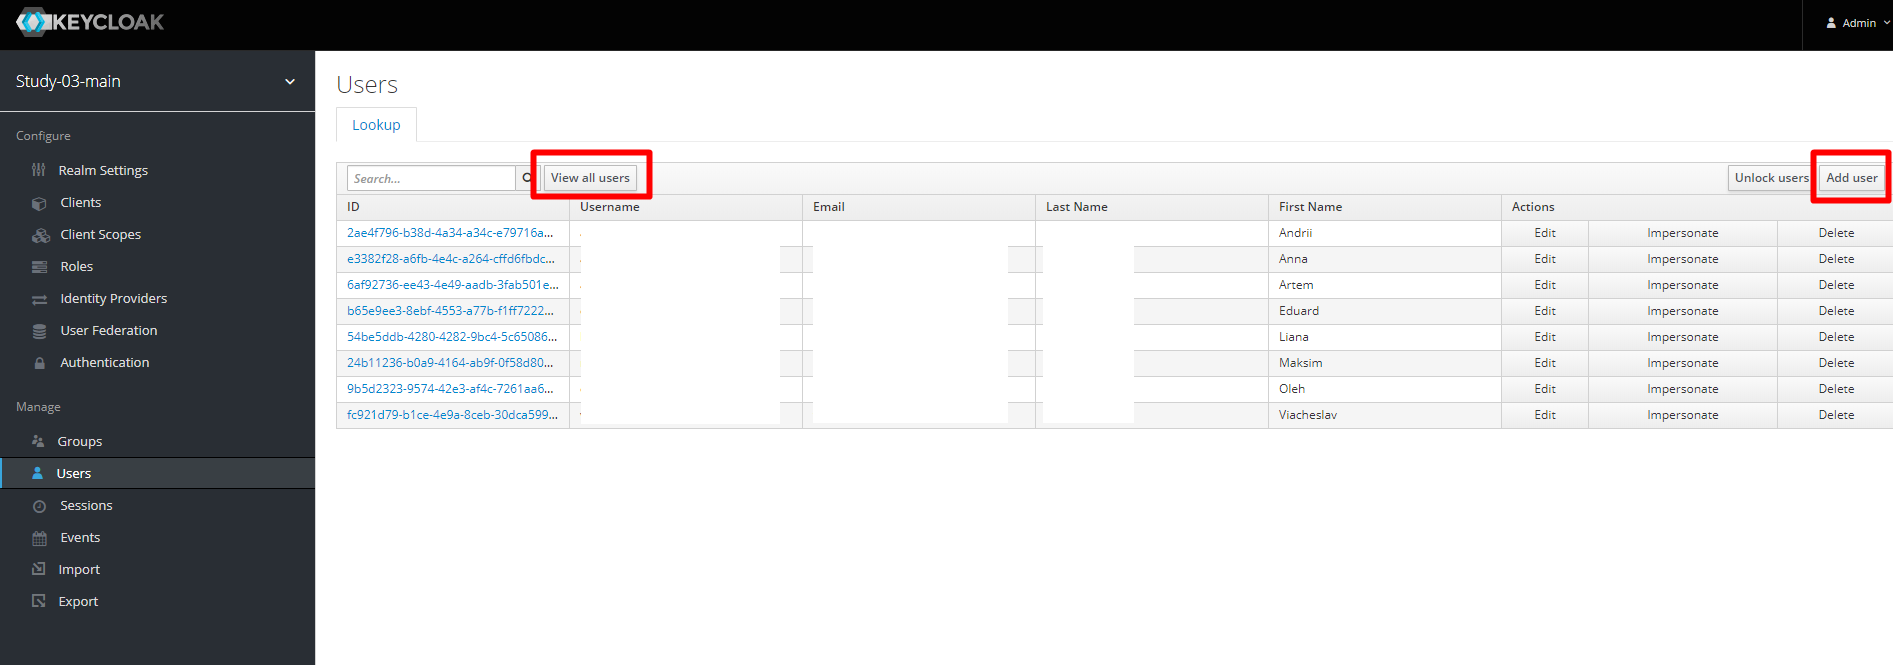 KEYCLOAK
Admin
Study-03-main
Configure
Realm Settings
Clients
Client Scopes
Roles
Identity Providers
User Federation
Authentication
Manage
Groups
Users
Sessions
Events
Import
Export
Users
Lookup
Search... View all users Unlock users Add user
ID Username Email Last Name First Name Actions
2ae4f796-b38d-4a34-a34c-e79716a... Andrii Edit Impersonate Delete
e3382f28-a6fb-4e4c-a264-cffd6fbdc... Anna Edit Impersonate Delete
6af92736-ee43-4e49-aadb-3fab501e... Artem Edit Impersonate Delete
b65e9ee3-8ebf-4553-a77b-f1ff7222... Eduard Edit Impersonate Delete
54be5ddb-4280-4282-9bc4-5c65086... Liana Edit Impersonate Delete
24b11236-b0a9-4164-ab9f-0f58d80... Maksim Edit Impersonate Delete
9b5d2323-9574-42e3-af4c-7261aa6... Oleh Edit Impersonate Delete
fc921d79-b1ce-4e9a-8ceb-30dca599... Viacheslav Edit Impersonate Delete